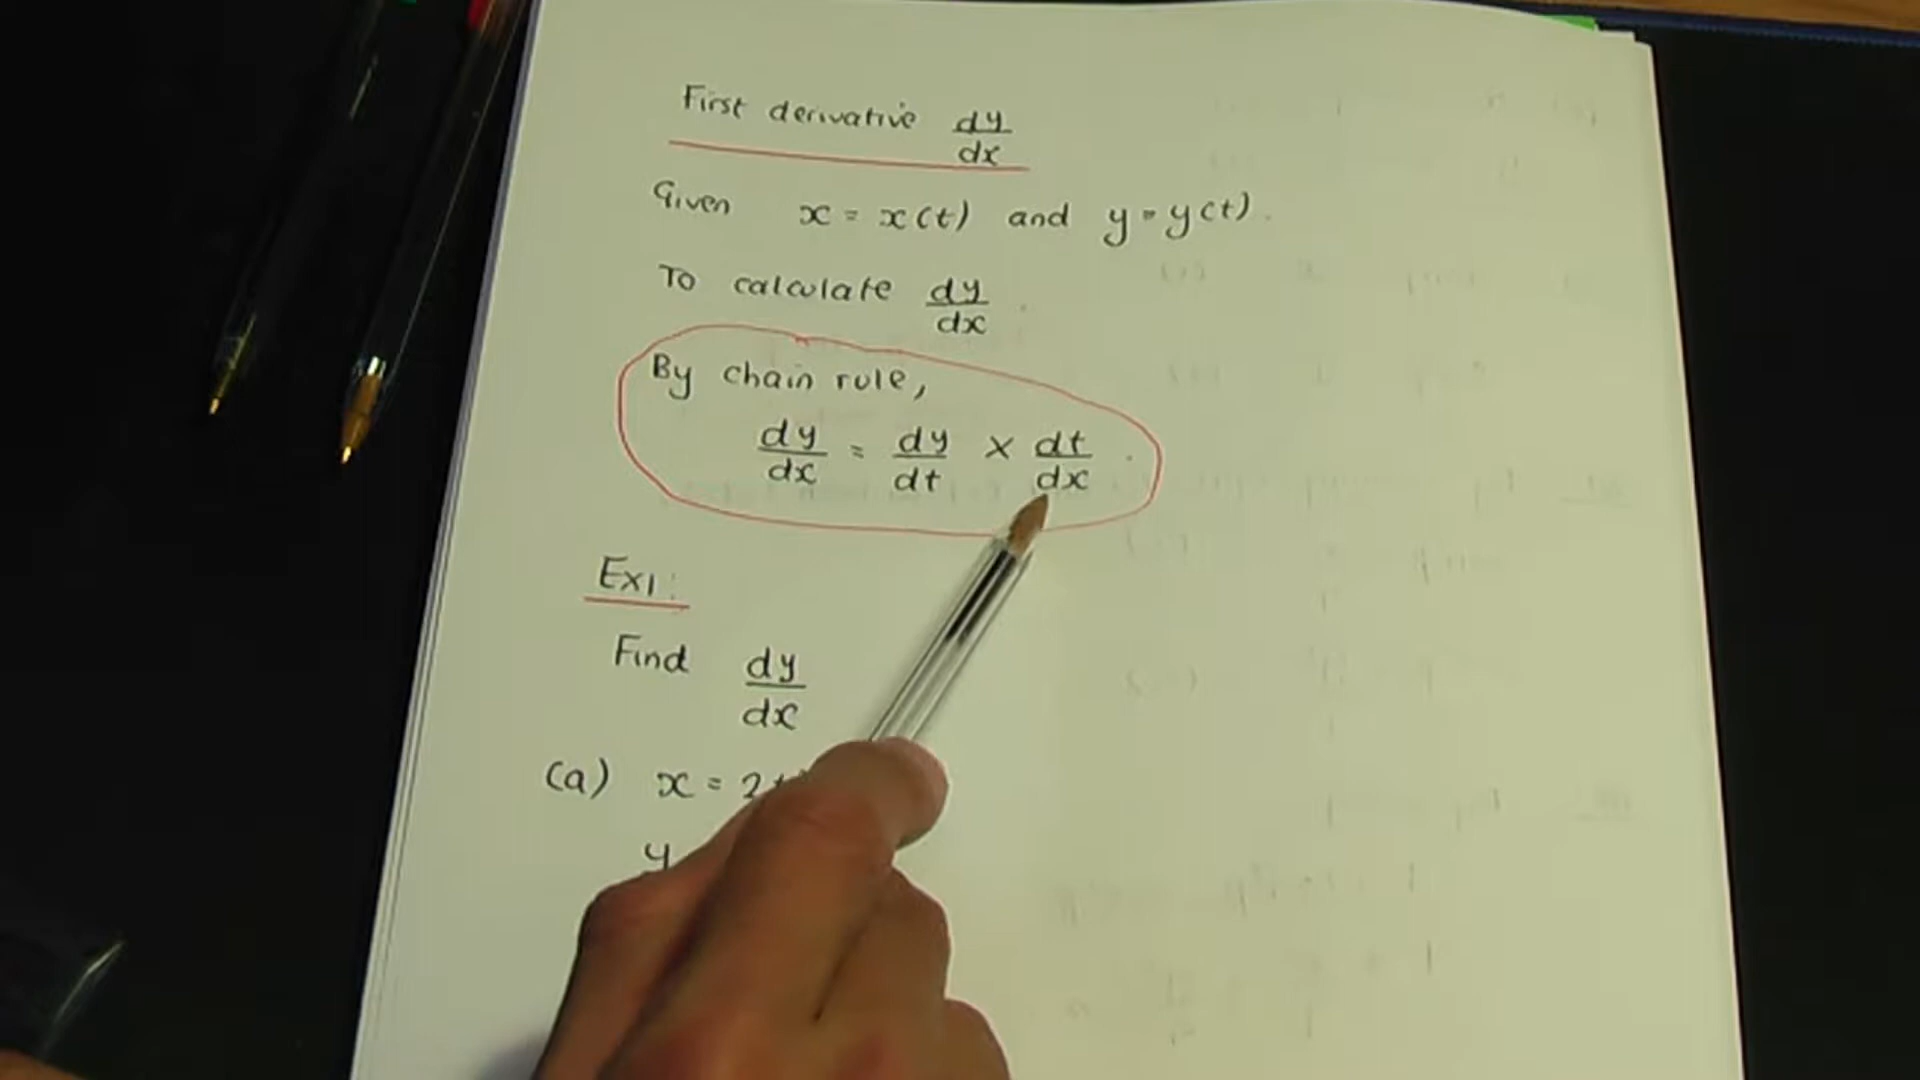 First derivative dy/dx
Given x = x(t) and y = y(t).
To calculate dy/dx.
By chain rule,
dy/dx = dy/dt × dt/dx.
Ex1:
Find dy/dx
(a) x = 2t
y